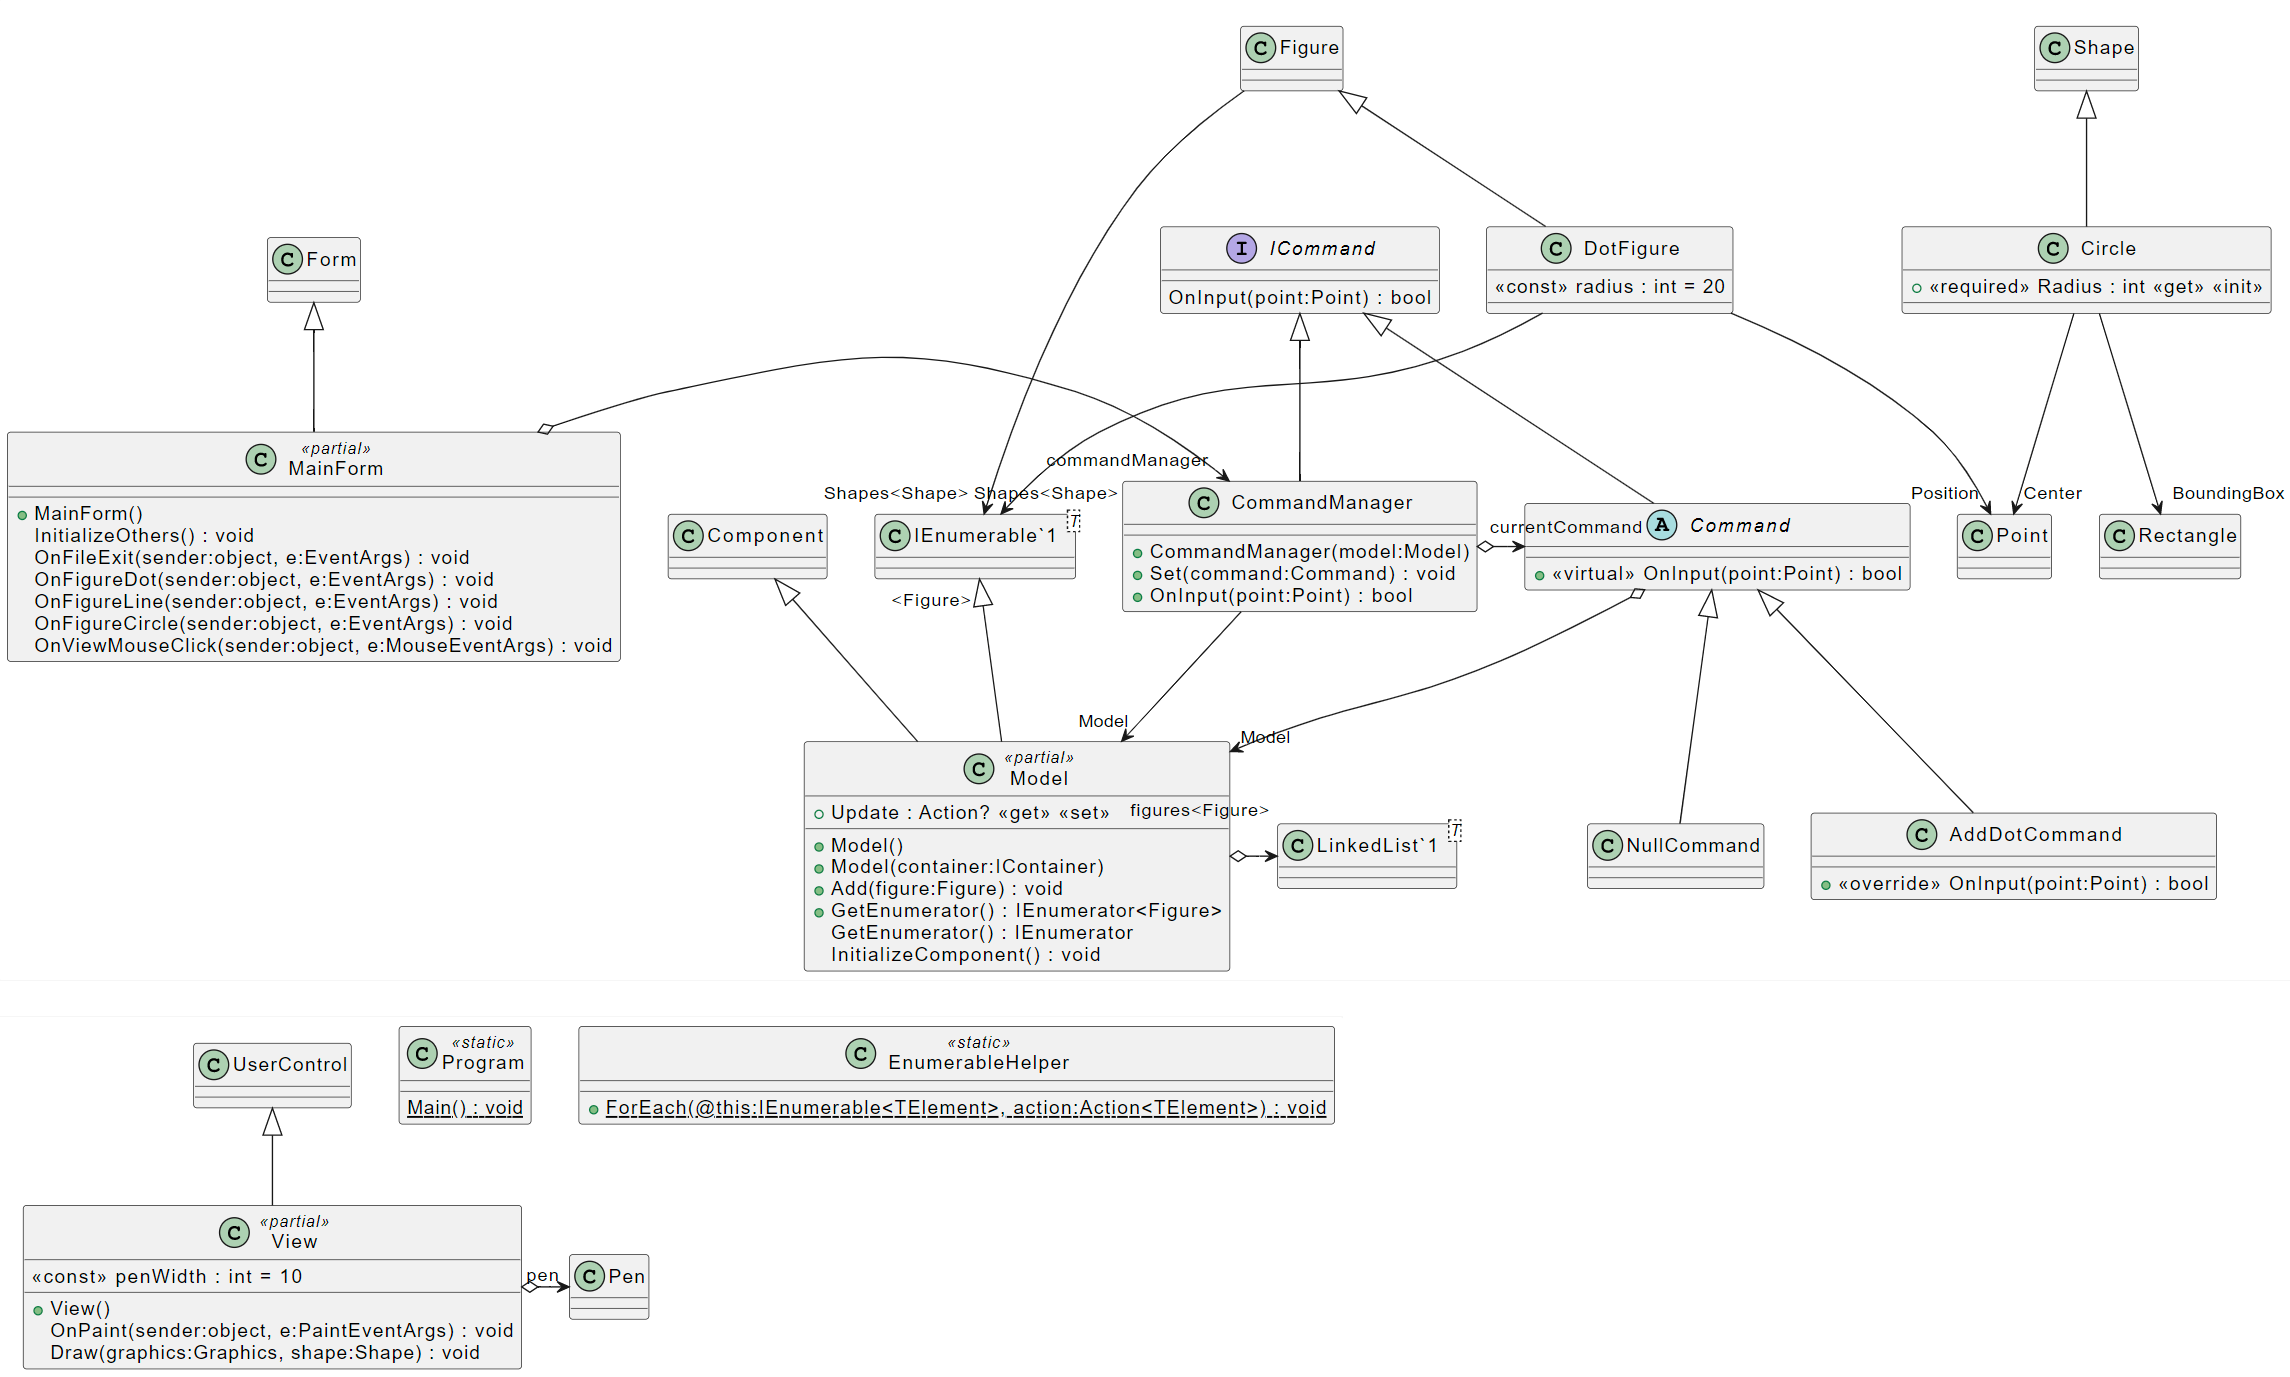 C Figure
C Shape
C Form
I ICommand
OnInput(point:Point) : bool
C DotFigure
«const» radius : int = 20
C Circle
«required» Radius : int «get» «init»
«partial»
C MainForm
MainForm()
InitializeOthers() : void
OnFileExit(sender:object, e:EventArgs) : void
OnFigureDot(sender:object, e:EventArgs) : void
OnFigureLine(sender:object, e:EventArgs) : void
OnFigureCircle(sender:object, e:EventArgs) : void
OnViewMouseClick(sender:object, e:MouseEventArgs) : void
commandManager
Shapes<Shape>
Shapes<Shape>
C Component
C IEnumerable`1
T
<Figure>
C CommandManager
CommandManager(model:Model)
Set(command:Command) : void
OnInput(point:Point) : bool
currentCommand
A Command
«virtual» OnInput(point:Point) : bool
Position
Center
BoundingBox
C Point
C Rectangle
Model
Model
«partial»
C Model
Update : Action? «get» «set»
Model()
Model(container:IContainer)
Add(figure:Figure) : void
GetEnumerator() : IEnumerator<Figure>
GetEnumerator() : IEnumerator
InitializeComponent() : void
figures<Figure>
C LinkedList`1
T
C NullCommand
C AddDotCommand
«override» OnInput(point:Point) : bool
C UserControl
«static»
C Program
Main() : void
«static»
C EnumerableHelper
ForEach(@this:IEnumerable<TElement>, action:Action<TElement>) : void
«partial»
C View
«const» penWidth : int = 10
View()
OnPaint(sender:object, e:PaintEventArgs) : void
Draw(graphics:Graphics, shape:Shape) : void
pen
C Pen